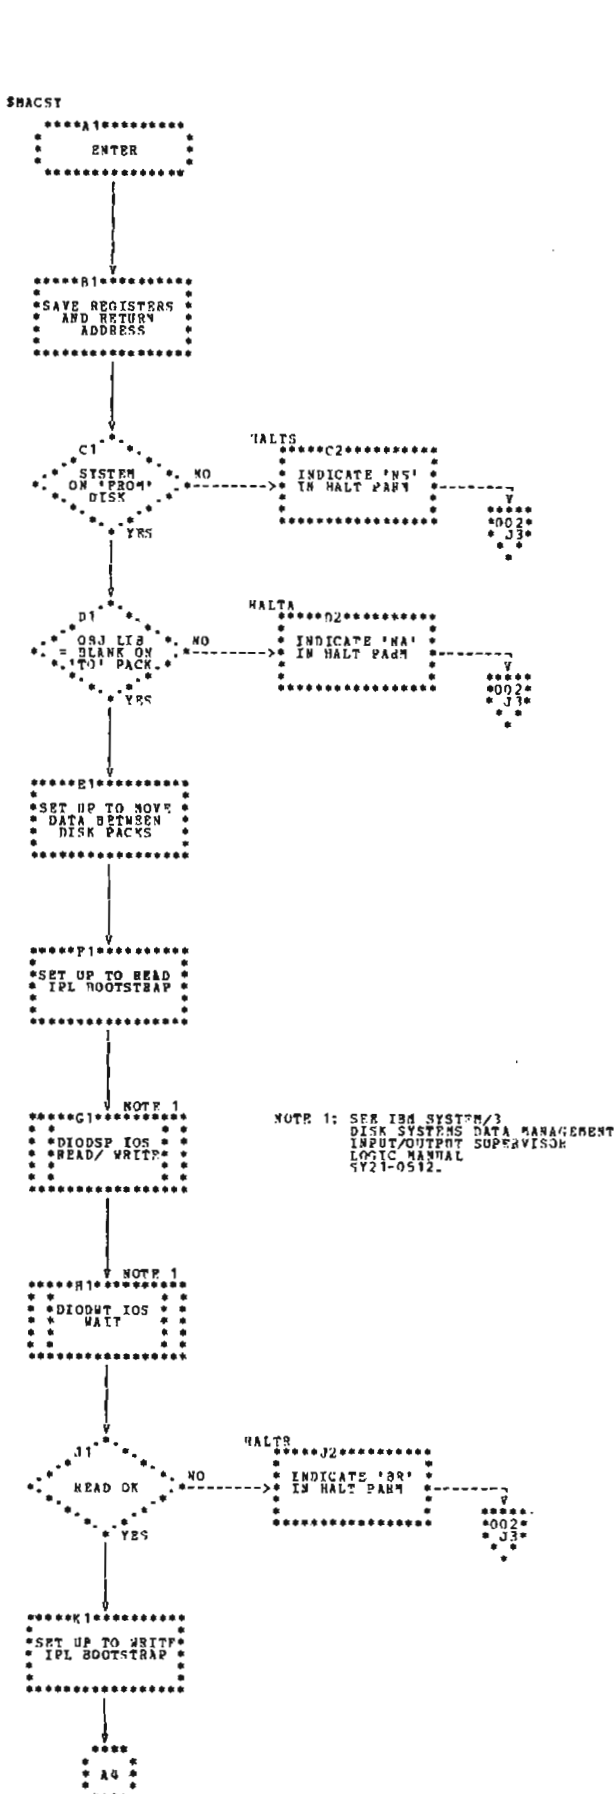 $MACSY
A1
ENTER
B1
SAVE REGISTERS
AND RETURN
ADDRESS
C1
SYSTEM
ON 'FROM'
DISK
NO
YES
HALTS
C2
INDICATE 'NS'
IN HALT PARM
002
J3
D1
OBJ LIB
= BLANK ON
'TO' PACK
NO
YES
HALTA
D2
INDICATE 'NA'
IN HALT PARM
002
J3
E1
SET UP TO MOVE
DATA BETWEEN
DISK PACKS
F1
SET UP TO READ
IPL BOOTSTRAP
NOTE 1
G1
DIODSP IOS
READ/ WRITE
NOTE 1: SEE IBM SYSTEM/3
DISK SYSTEMS DATA MANAGEMENT
INPUT/OUTPUT SUPERVISOR
LOGIC MANUAL
SY21-0512.
NOTE 1
H1
DIODWT IOS
WAIT
J1
READ OK
NO
YES
HALTR
J2
INDICATE 'BR'
IN HALT PARM
002
J3
K1
SET UP TO WRITE
IPL BOOTSTRAP
A4